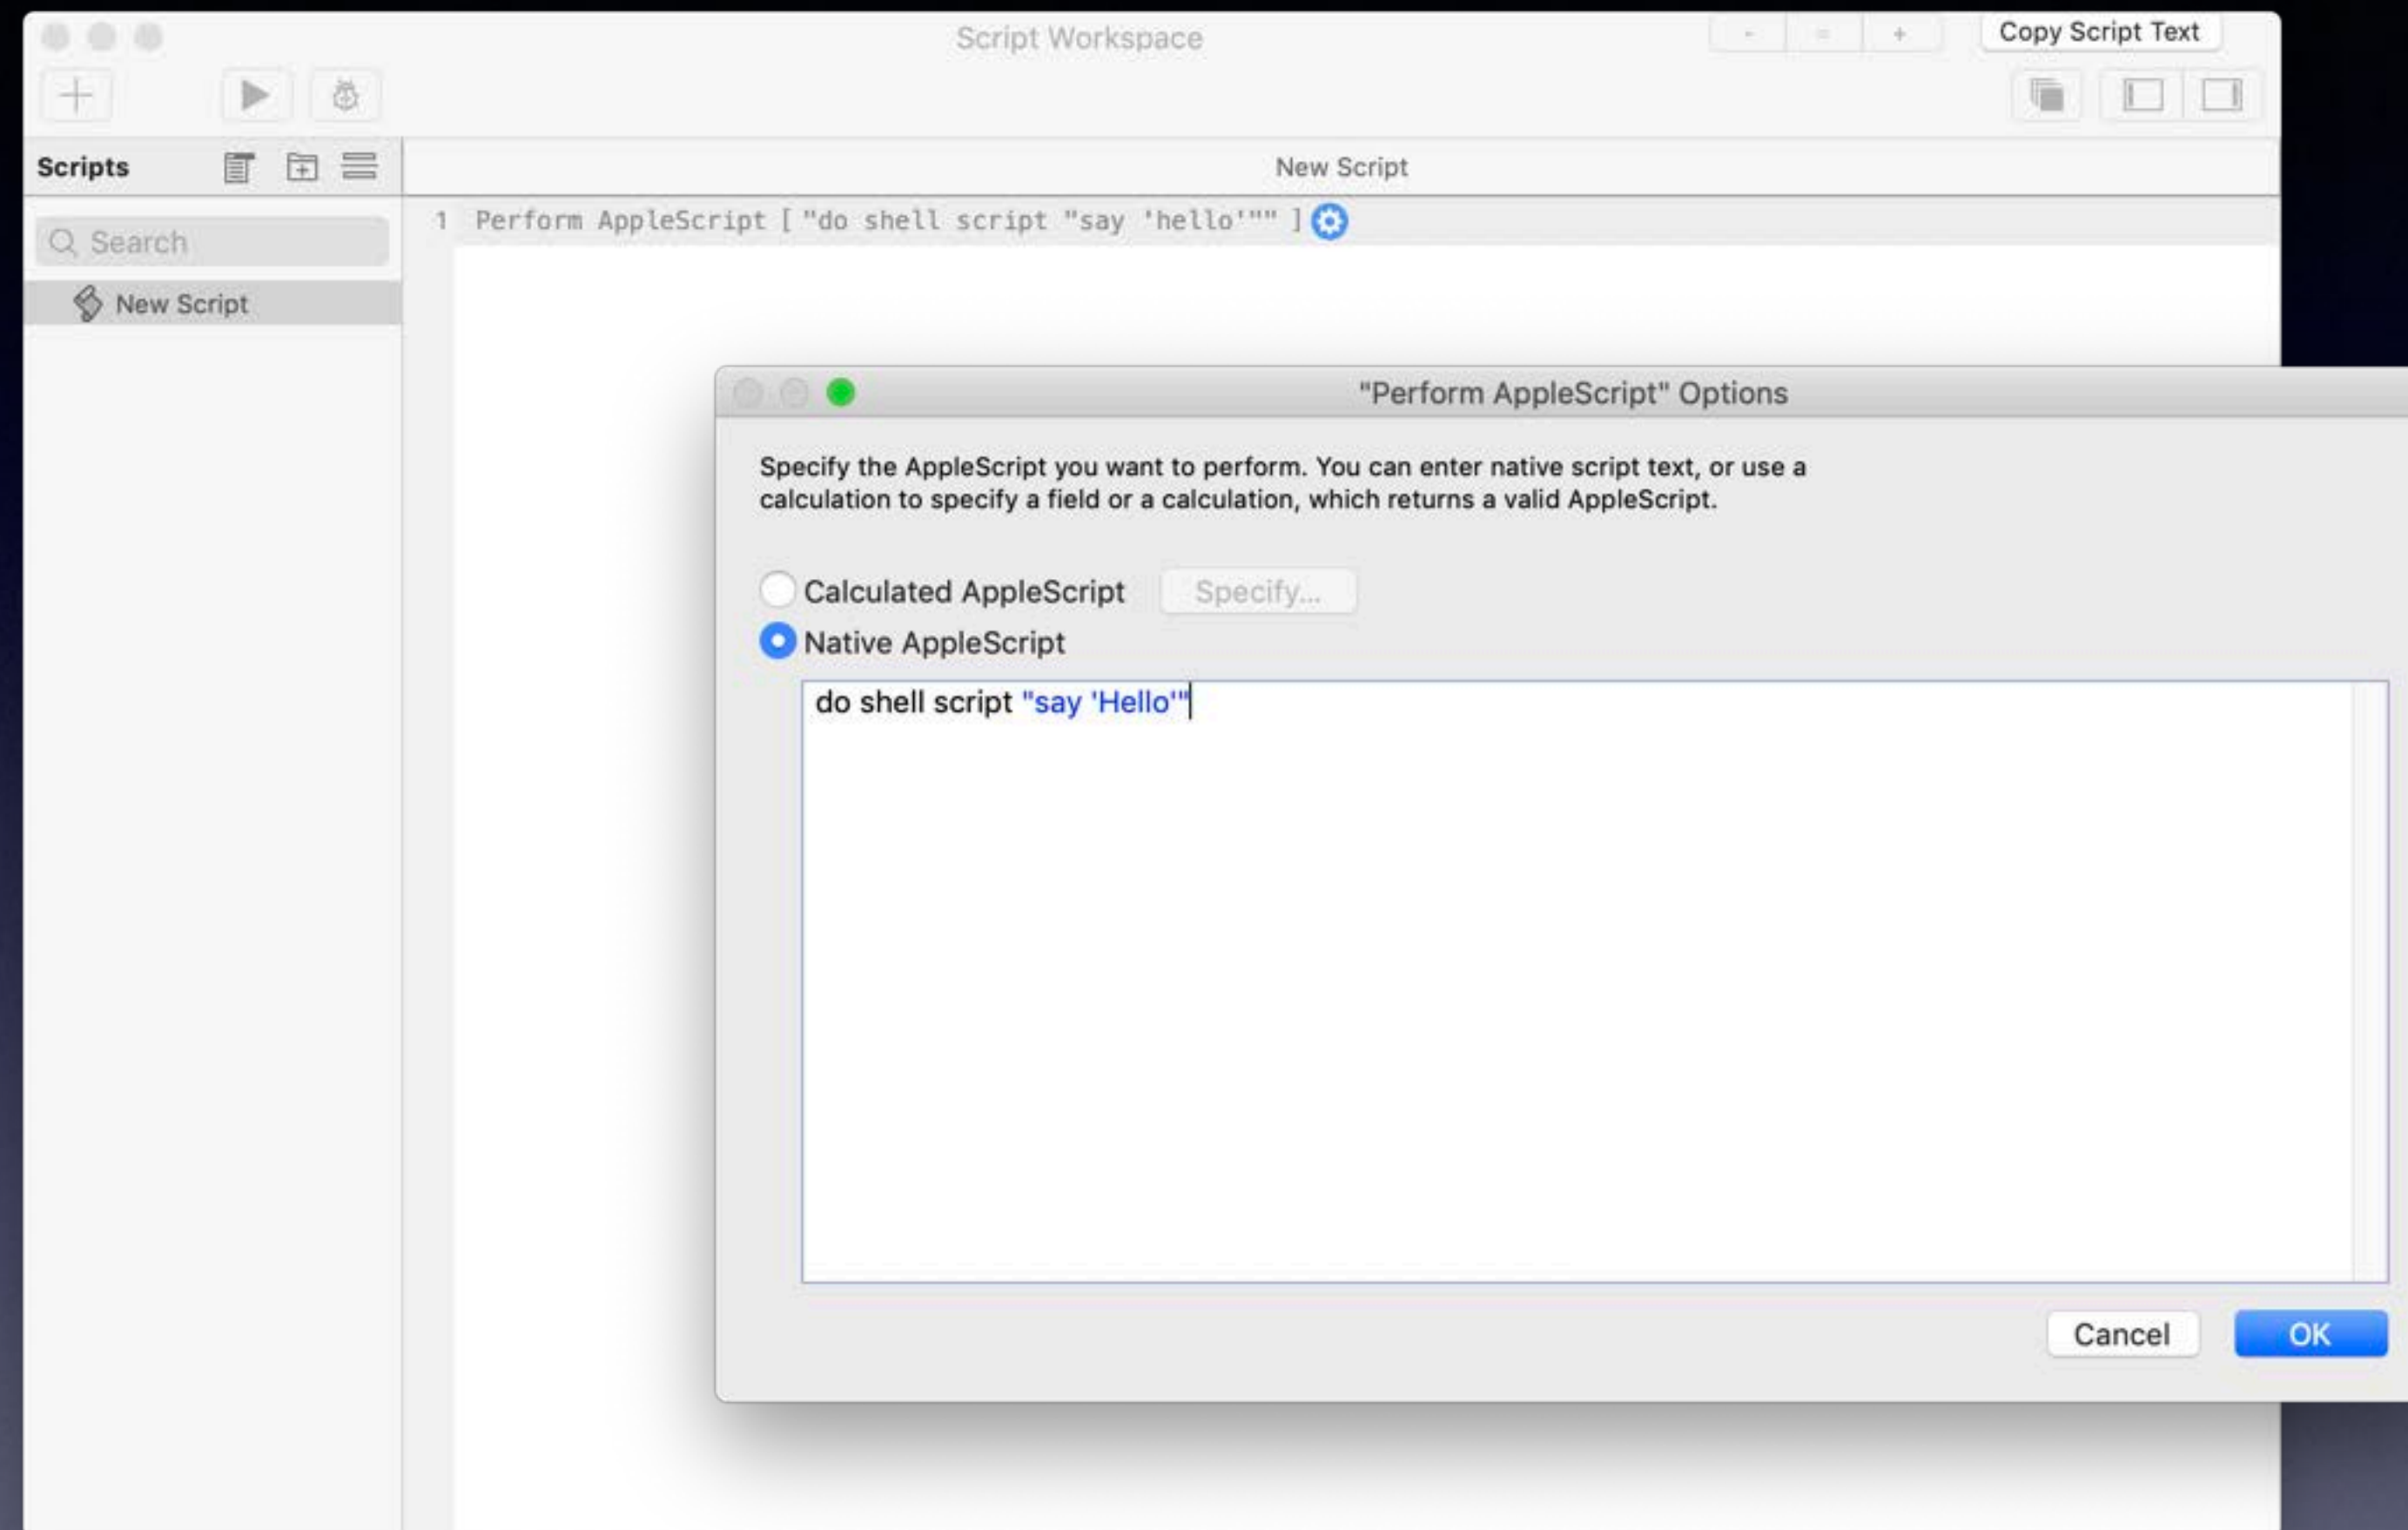 Script Workspace
- = +
Copy Script Text
Scripts
New Script
Search
1 Perform AppleScript [ "do shell script "say 'hello'"" ]
New Script
"Perform AppleScript" Options
Specify the AppleScript you want to perform. You can enter native script text, or use a
calculation to specify a field or a calculation, which returns a valid AppleScript.
Calculated AppleScript
Specify...
Native AppleScript
do shell script "say 'Hello'"
Cancel
OK